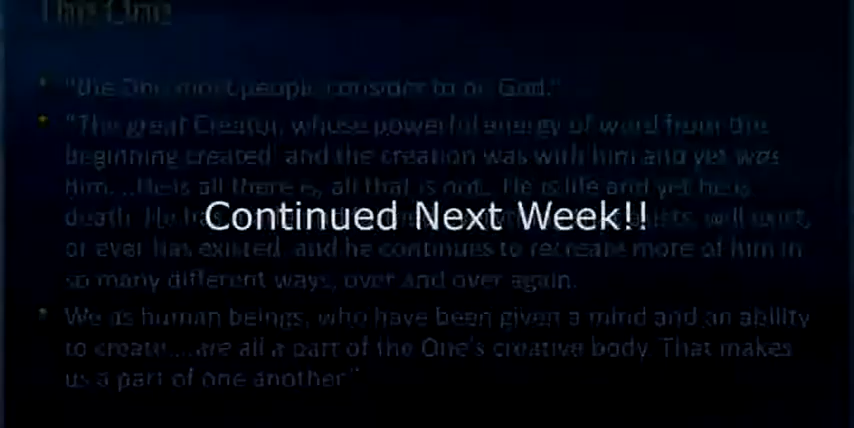 The One
"the One most people consider to be God."
"The great Creator, whose powerful energy of word from the
beginning created, and the creation was with him and yet was
him....He is all there is, all that is not. He is life and yet he is
death. He has
Continued Next Week!!
exists, will exist,
or ever has existed, and he continues to recreate more of him in
so many different ways, over and over again.
We as human beings, who have been given a mind and an ability
to create....are all a part of the One's creative body. That makes
us a part of one another"